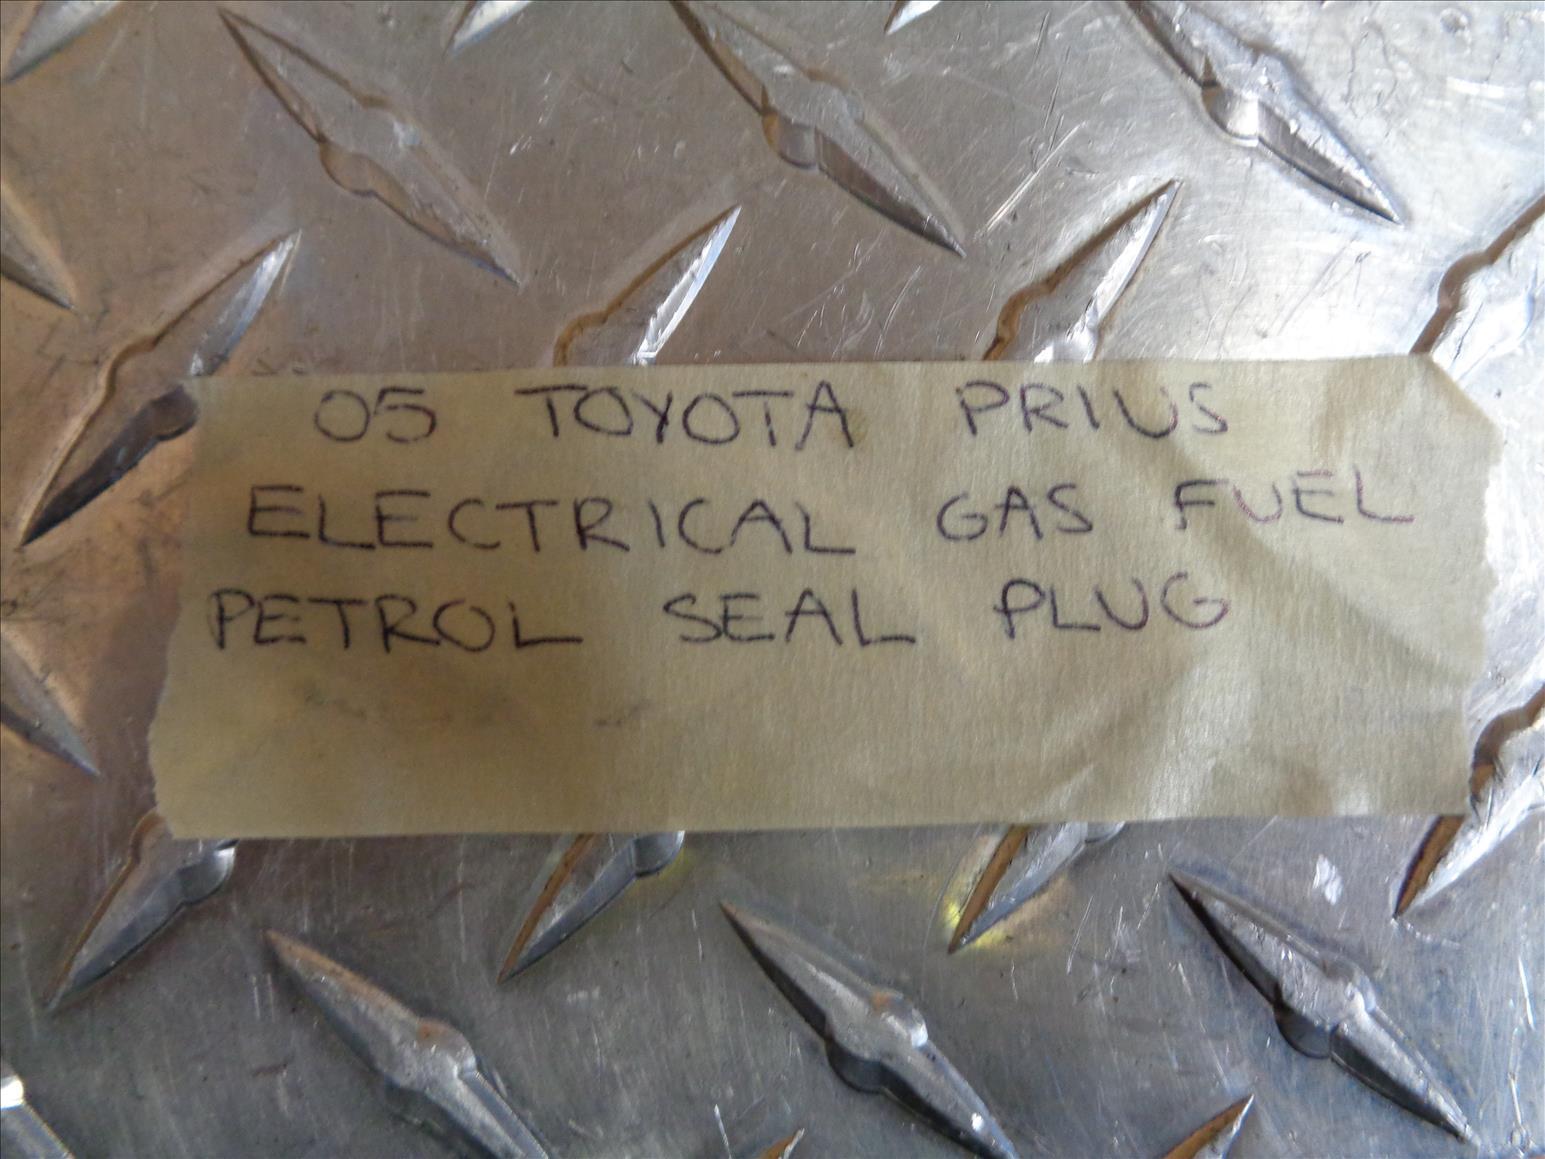 05 TOYOTA PRIUS
ELECTRICAL GAS FUEL
PETROL SEAL PLUG